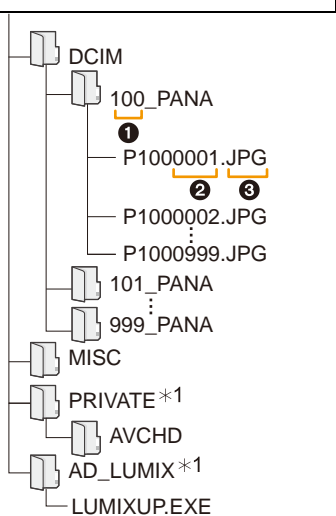 DCIM
100_PANA
❶
P1000001.JPG
❷ ❸
P1000002.JPG
P1000999.JPG
101_PANA
999_PANA
MISC
PRIVATE※1
AVCHD
AD_LUMIX※1
LUMIXUP.EXE